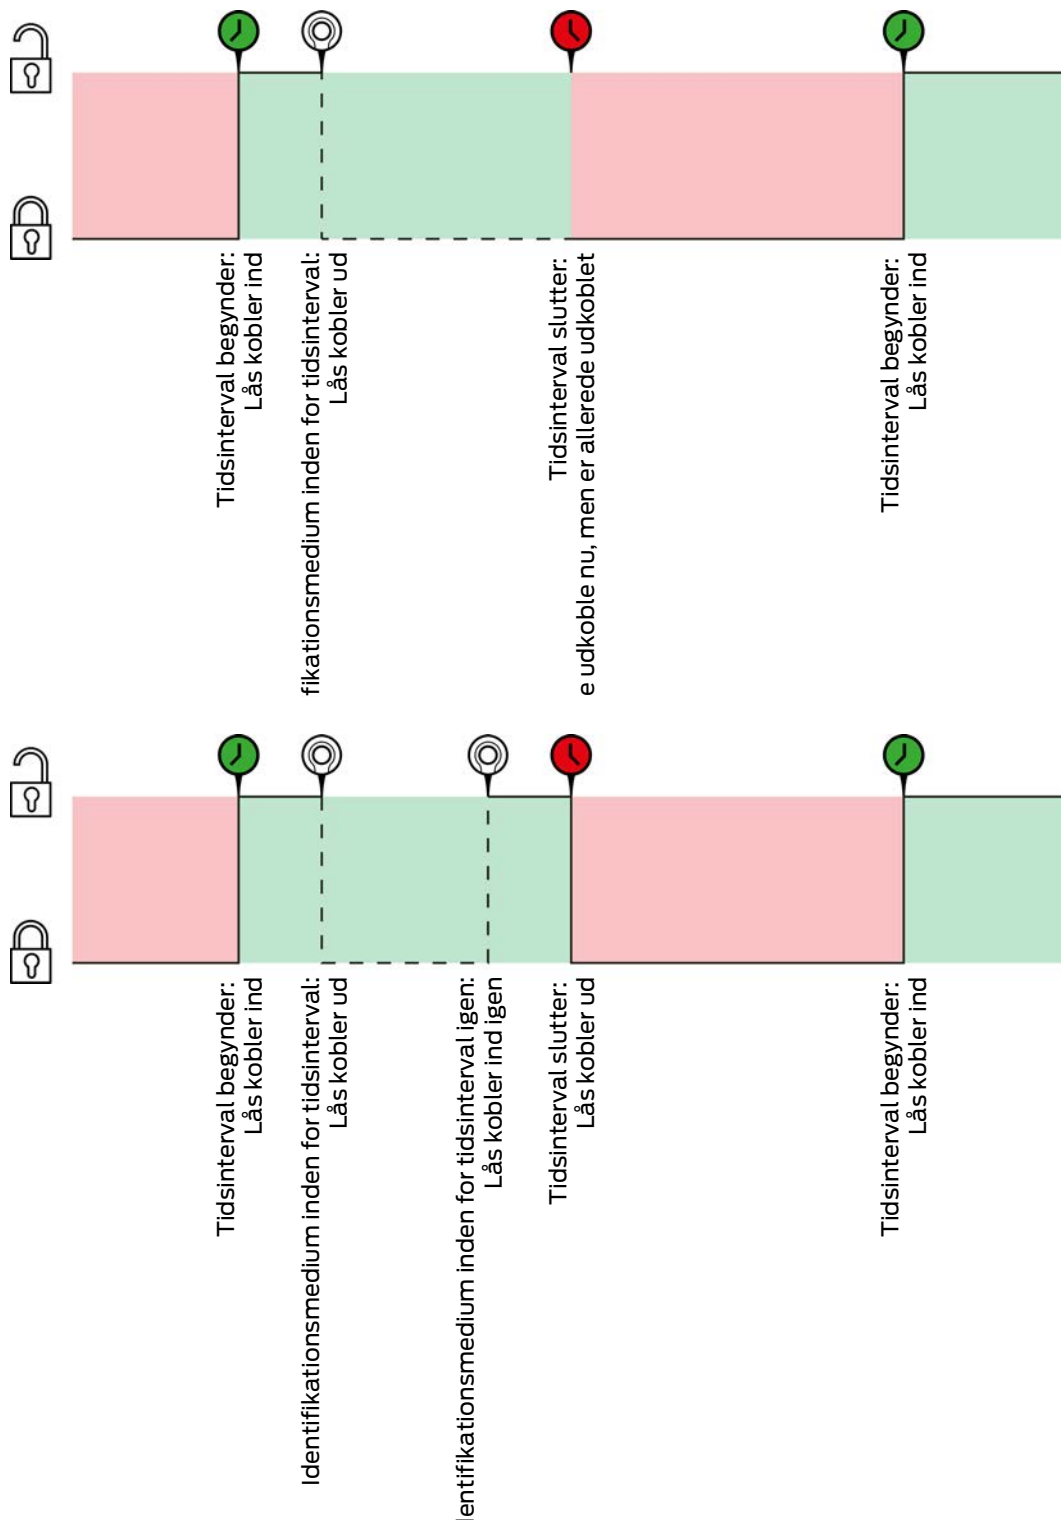 Tidsinterval begynder:
Lås kobler ind
fikationsmedium inden for tidsinterval:
Lås kobler ud
Tidsinterval slutter:
e udkoble nu, men er allerede udkoblet
Tidsinterval begynder:
Lås kobler ind
Tidsinterval begynder:
Lås kobler ind
Identifikationsmedium inden for tidsinterval:
Lås kobler ud
lentifikationsmedium inden for tidsinterval igen:
Lås kobler ind igen
Tidsinterval slutter:
Lås kobler ud
Tidsinterval begynder:
Lås kobler ind